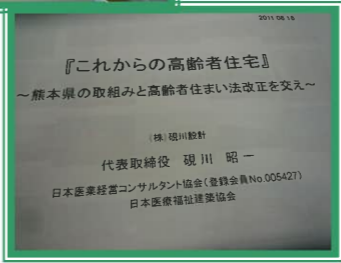 2011 08 18
『これからの高齢者住宅』
～熊本県の取組みと高齢者住まい法改正を交え～
(株)硯川設計
代表取締役 硯川 昭一
日本医業経営コンサルタント協会(登録会員No.005427)
日本医療福祉建築協会